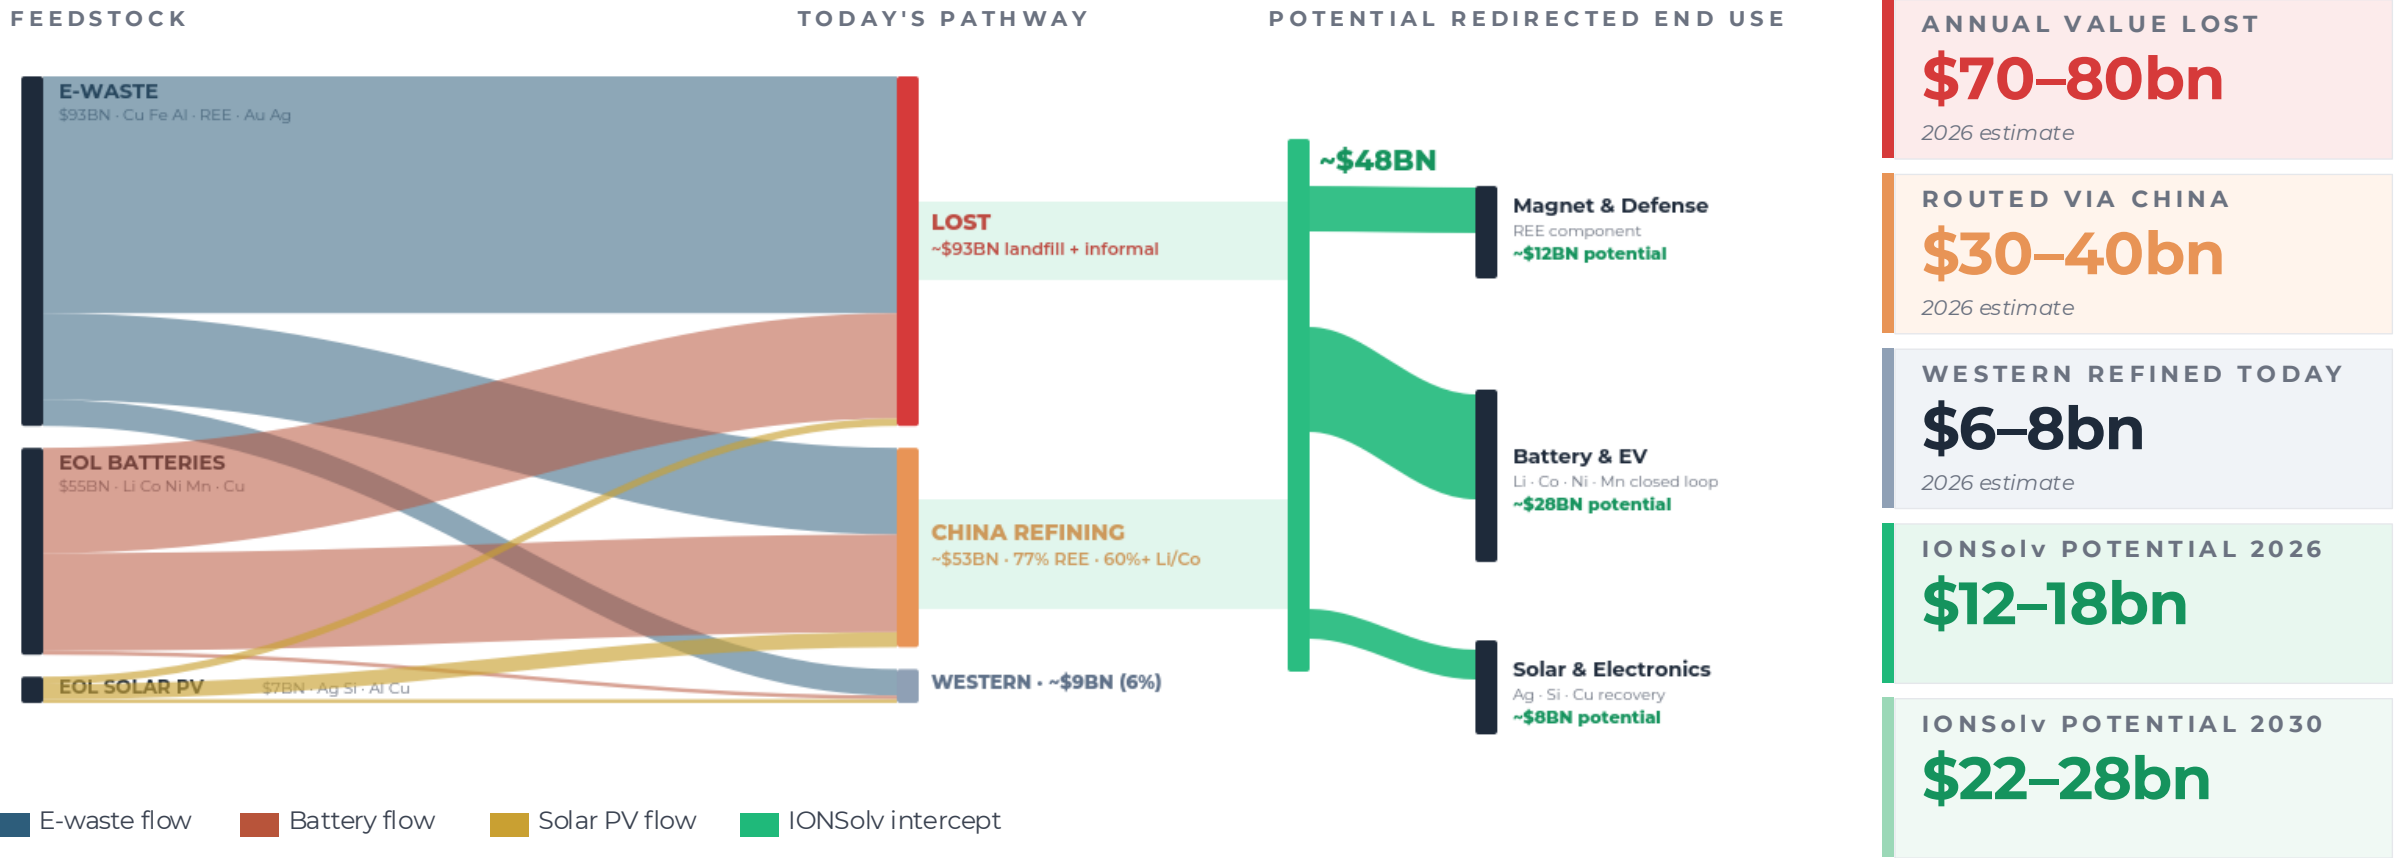 FEEDSTOCK
TODAY'S PATHWAY
POTENTIAL REDIRECTED END USE
E-WASTE
$93BN · Cu Fe Al · REE · Au Ag
EOL BATTERIES
$55BN · Li Co Ni Mn · Cu
EOL SOLAR PV
$7BN · Ag Si · Al Cu
LOST
~$93BN landfill + informal
CHINA REFINING
~$53BN · 77% REE · 60%+ Li/Co
WESTERN · ~$9BN (6%)
~$48BN
Magnet & Defense
REE component
~$12BN potential
Battery & EV
Li · Co · Ni · Mn closed loop
~$28BN potential
Solar & Electronics
Ag · Si · Cu recovery
~$8BN potential
E-waste flow
Battery flow
Solar PV flow
IONSolv intercept
ANNUAL VALUE LOST
$70–80bn
2026 estimate
ROUTED VIA CHINA
$30–40bn
2026 estimate
WESTERN REFINED TODAY
$6–8bn
2026 estimate
IONSolv POTENTIAL 2026
$12–18bn
IONSolv POTENTIAL 2030
$22–28bn